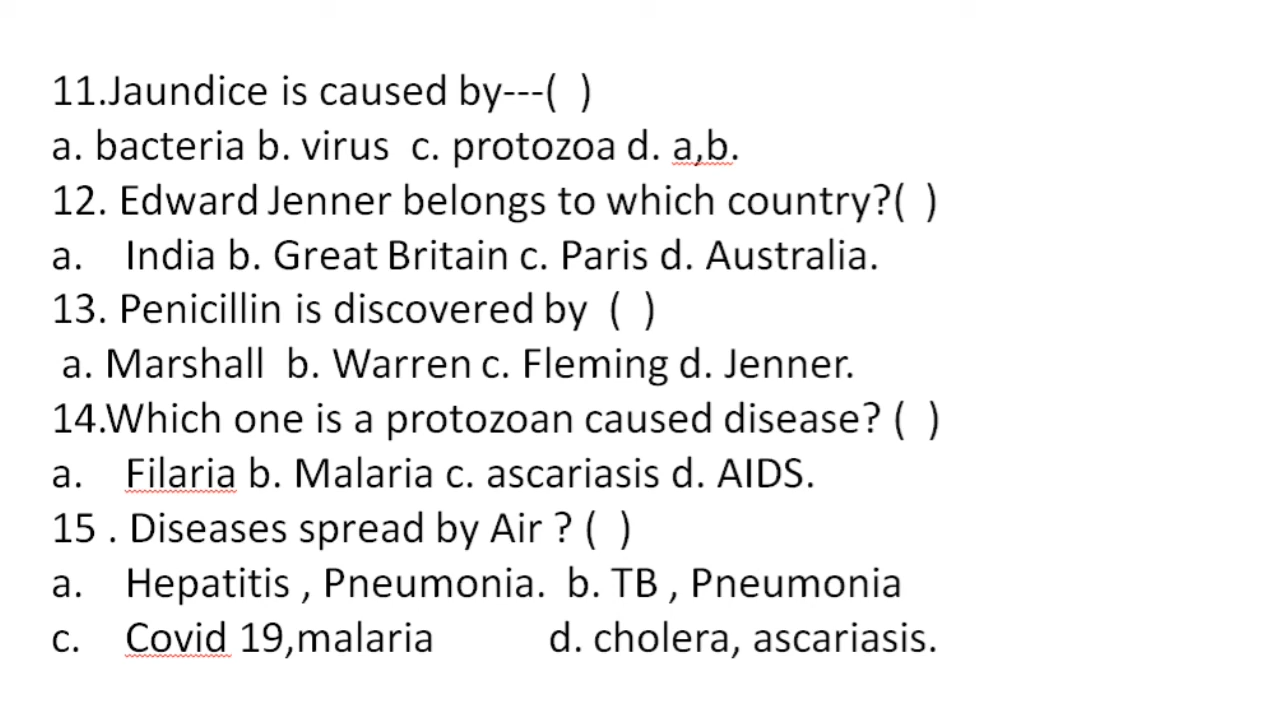 11.Jaundice is caused by---(  )
a. bacteria b. virus  c. protozoa d. a,b.
12. Edward Jenner belongs to which country?(  )
a.    India b. Great Britain c. Paris d. Australia.
13. Penicillin is discovered by  (  )
a. Marshall  b. Warren c. Fleming d. Jenner.
14.Which one is a protozoan caused disease? (  )
a.    Filaria b. Malaria c. ascariasis d. AIDS.
15 . Diseases spread by Air ? (  )
a.    Hepatitis , Pneumonia.  b. TB , Pneumonia
c.    Covid 19,malaria          d. cholera, ascariasis.